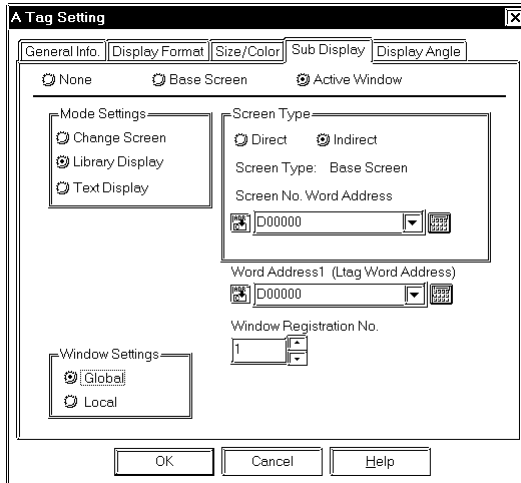 A Tag Setting
General Info. Display Format Size/Color Sub Display Display Angle
None Base Screen Active Window
Mode Settings
Change Screen
Library Display
Text Display
Screen Type
Direct Indirect
Screen Type: Base Screen
Screen No. Word Address
D00000
Word Address1 (Ltag Word Address)
D00000
Window Registration No.
1
Window Settings
Global
Local
OK Cancel Help